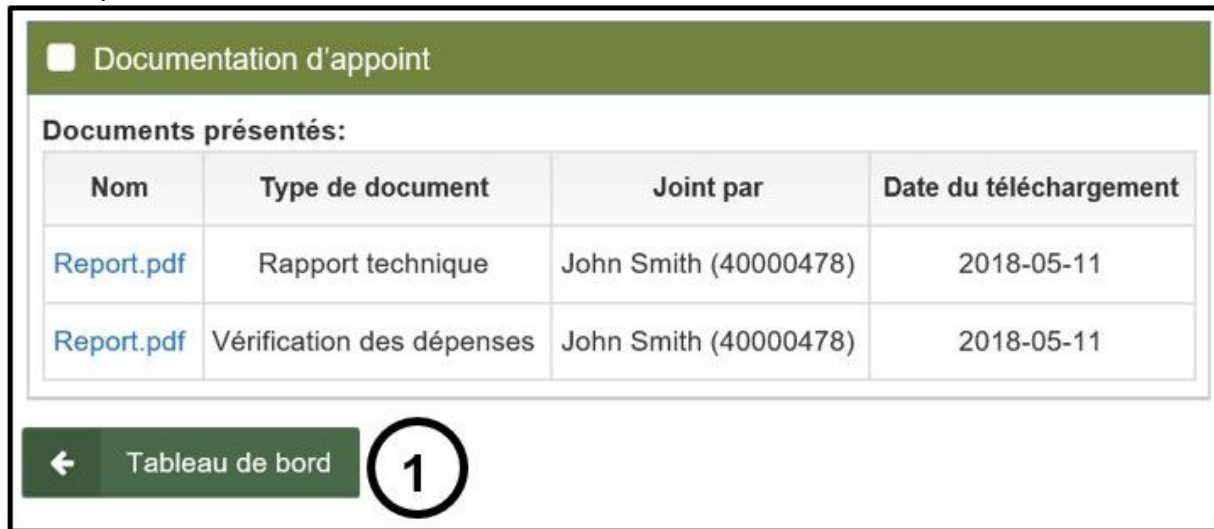 Documentation d’appoint
Documents présentés:
Nom Type de document Joint par Date du téléchargement
Report.pdf Rapport technique John Smith (40000478) 2018-05-11
Report.pdf Vérification des dépenses John Smith (40000478) 2018-05-11
Tableau de bord 1